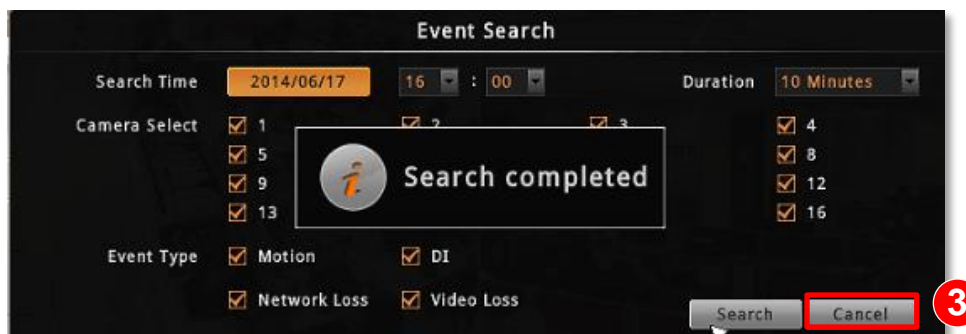 Event Search
Search Time 2014/06/17 16 : 00 Duration 10 Minutes
Camera Select 1 2 3 4
5 8
Search completed
9 12
13 16
Event Type Motion DI
Network Loss Video Loss
Search Cancel 3